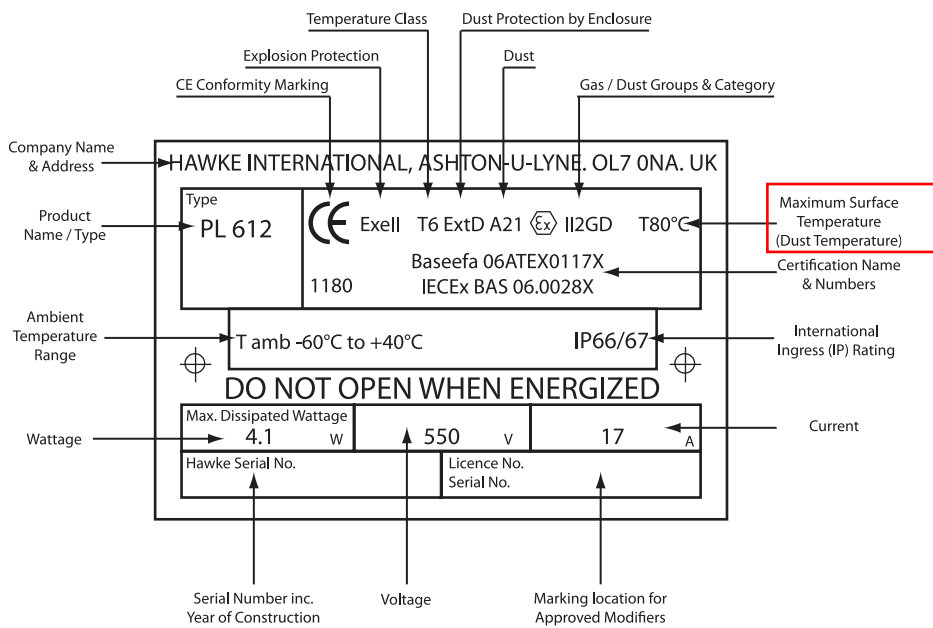 Temperature Class
Dust Protection by Enclosure
Explosion Protection
Dust
CE Conformity Marking
Gas / Dust Groups & Category
Company Name
& Address
HAWKE INTERNATIONAL, ASHTON-U-LYNE. OL7 0NA. UK
Product
Name / Type
Type
PL 612
CE ExeII T6 ExtD A21 Ex II2GD T80°C
Baseefa 06ATEX0117X
1180 IECEx BAS 06.0028X
Maximum Surface
Temperature
(Dust Temperature)
Certification Name
& Numbers
Ambient
Temperature
Range
T amb -60°C to +40°C IP66/67
International
Ingress (IP) Rating
DO NOT OPEN WHEN ENERGIZED
Wattage
Max. Dissipated Wattage
4.1 W 550 V 17 A
Current
Hawke Serial No.
Licence No.
Serial No.
Serial Number inc.
Year of Construction
Voltage
Marking location for
Approved Modifiers